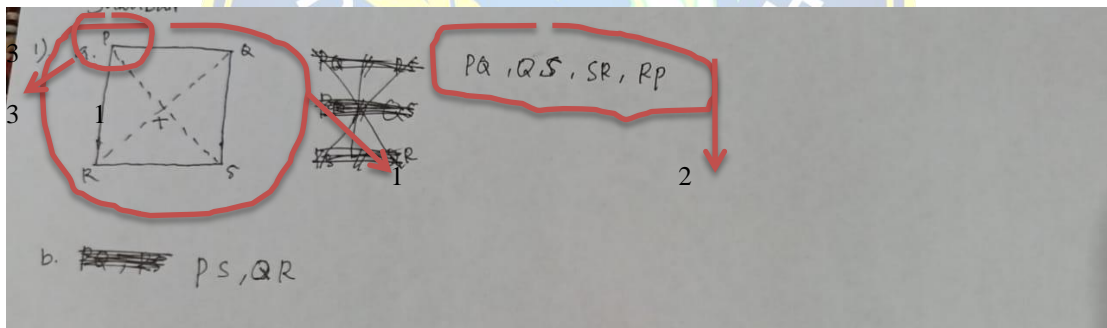 3 1) a. P Q
PQ, QS, SR, RP
3 1 T
R S
1 2
b. PS, QR